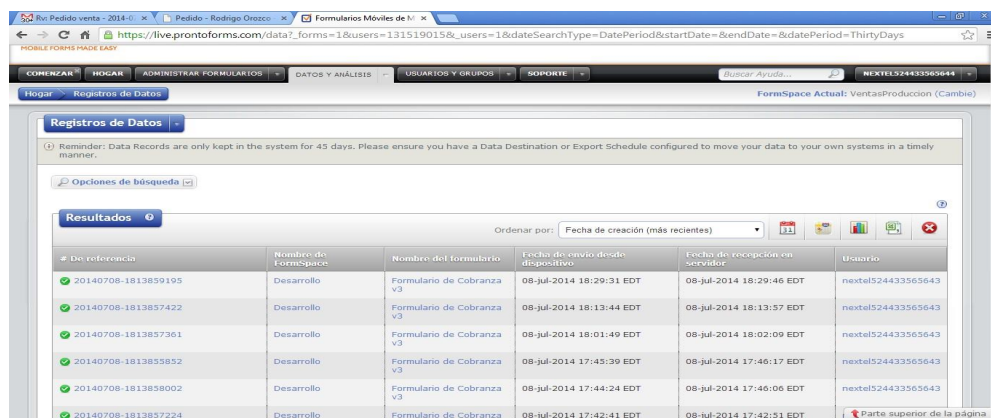 Rv: Pedido venta - 2014-0 Pedido - Rodrigo Orozco Formularios Móviles de M
https://live.prontoforms.com/data?_forms=1&users=131519015&_users=1&dateSearchType=DatePeriod&startDate=&endDate=&datePeriod=ThirtyDays
MOBILE FORMS MADE EASY
COMENZAR HOGAR ADMINISTRAR FORMULARIOS DATOS Y ANÁLISIS USUARIOS Y GRUPOS SOPORTE Buscar Ayuda... NEXTEL524433565644
Hogar Registros de Datos FormSpace Actual: VentasProduccion (Cambie)
Registros de Datos
Reminder: Data Records are only kept in the system for 45 days. Please ensure you have a Data Destination or Export Schedule configured to move your data to your own systems in a timely
manner.
Opciones de búsqueda
Resultados
Ordenar por: Fecha de creación (más recientes) 31
# De referencia Nombre de FormSpace Nombre del formulario Fecha de envío desde dispositivo Fecha de recepción en servidor Usuario
20140708-1813859195 Desarrollo Formulario de Cobranza v3 08-jul-2014 18:29:31 EDT 08-jul-2014 18:29:46 EDT nextel524433565643
20140708-1813857422 Desarrollo Formulario de Cobranza v3 08-jul-2014 18:13:44 EDT 08-jul-2014 18:13:57 EDT nextel524433565643
20140708-1813857361 Desarrollo Formulario de Cobranza v3 08-jul-2014 18:01:49 EDT 08-jul-2014 18:02:09 EDT nextel524433565643
20140708-1813855852 Desarrollo Formulario de Cobranza v3 08-jul-2014 17:45:39 EDT 08-jul-2014 17:46:17 EDT nextel524433565643
20140708-1813858002 Desarrollo Formulario de Cobranza v3 08-jul-2014 17:44:24 EDT 08-jul-2014 17:46:06 EDT nextel524433565643
20140708-1813857224 Desarrollo Formulario de Cobranza 08-jul-2014 17:42:41 EDT 08-jul-2014 17:42:51 EDT
Parte superior de la página